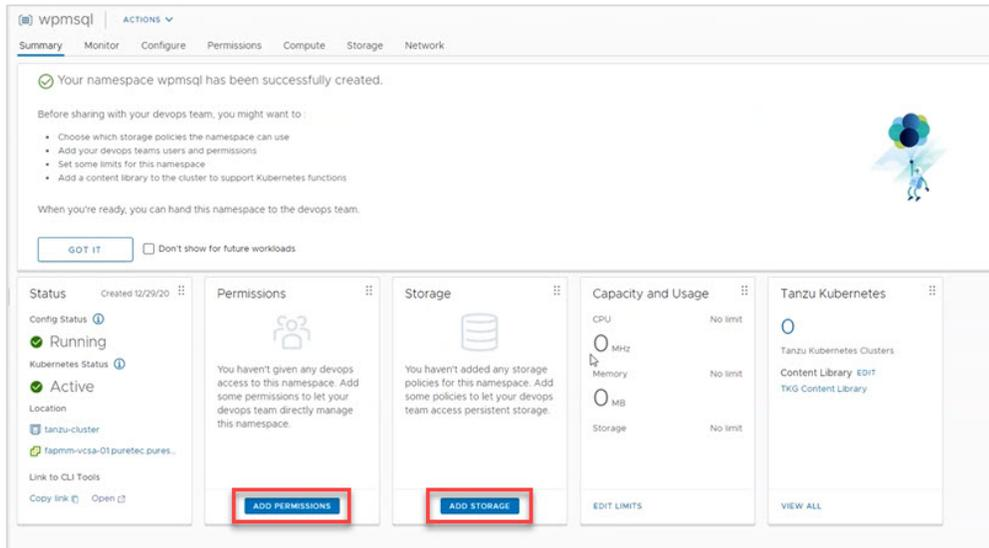 wpmsql
ACTIONS
Summary Monitor Configure Permissions Compute Storage Network
Your namespace wpmsql has been successfully created.
Before sharing with your devops team, you might want to :
• Choose which storage policies the namespace can use
• Add your devops teams users and permissions
• Set some limits for this namespace
• Add a content library to the cluster to support Kubernetes functions
When you're ready, you can hand this namespace to the devops team.
GOT IT
Don't show for future workloads
Status Created 12/29/20
Config Status
Running
Kubernetes Status
Active
Location
tanzu-cluster
fapmm-vcsa-01.puretec.pures...
Link to CLI Tools
Copy link Open
Permissions
You haven't given any devops
access to this namespace. Add
some permissions to let your
devops team directly manage
this namespace.
ADD PERMISSIONS
Storage
You haven't added any storage
policies for this namespace. Add
some policies to let your devops
team access persistent storage.
ADD STORAGE
Capacity and Usage
CPU No limit
0 MHz
Memory No limit
0 MB
Storage No limit
EDIT LIMITS
Tanzu Kubernetes
0
Tanzu Kubernetes Clusters
Content Library EDIT
TKG Content Library
VIEW ALL